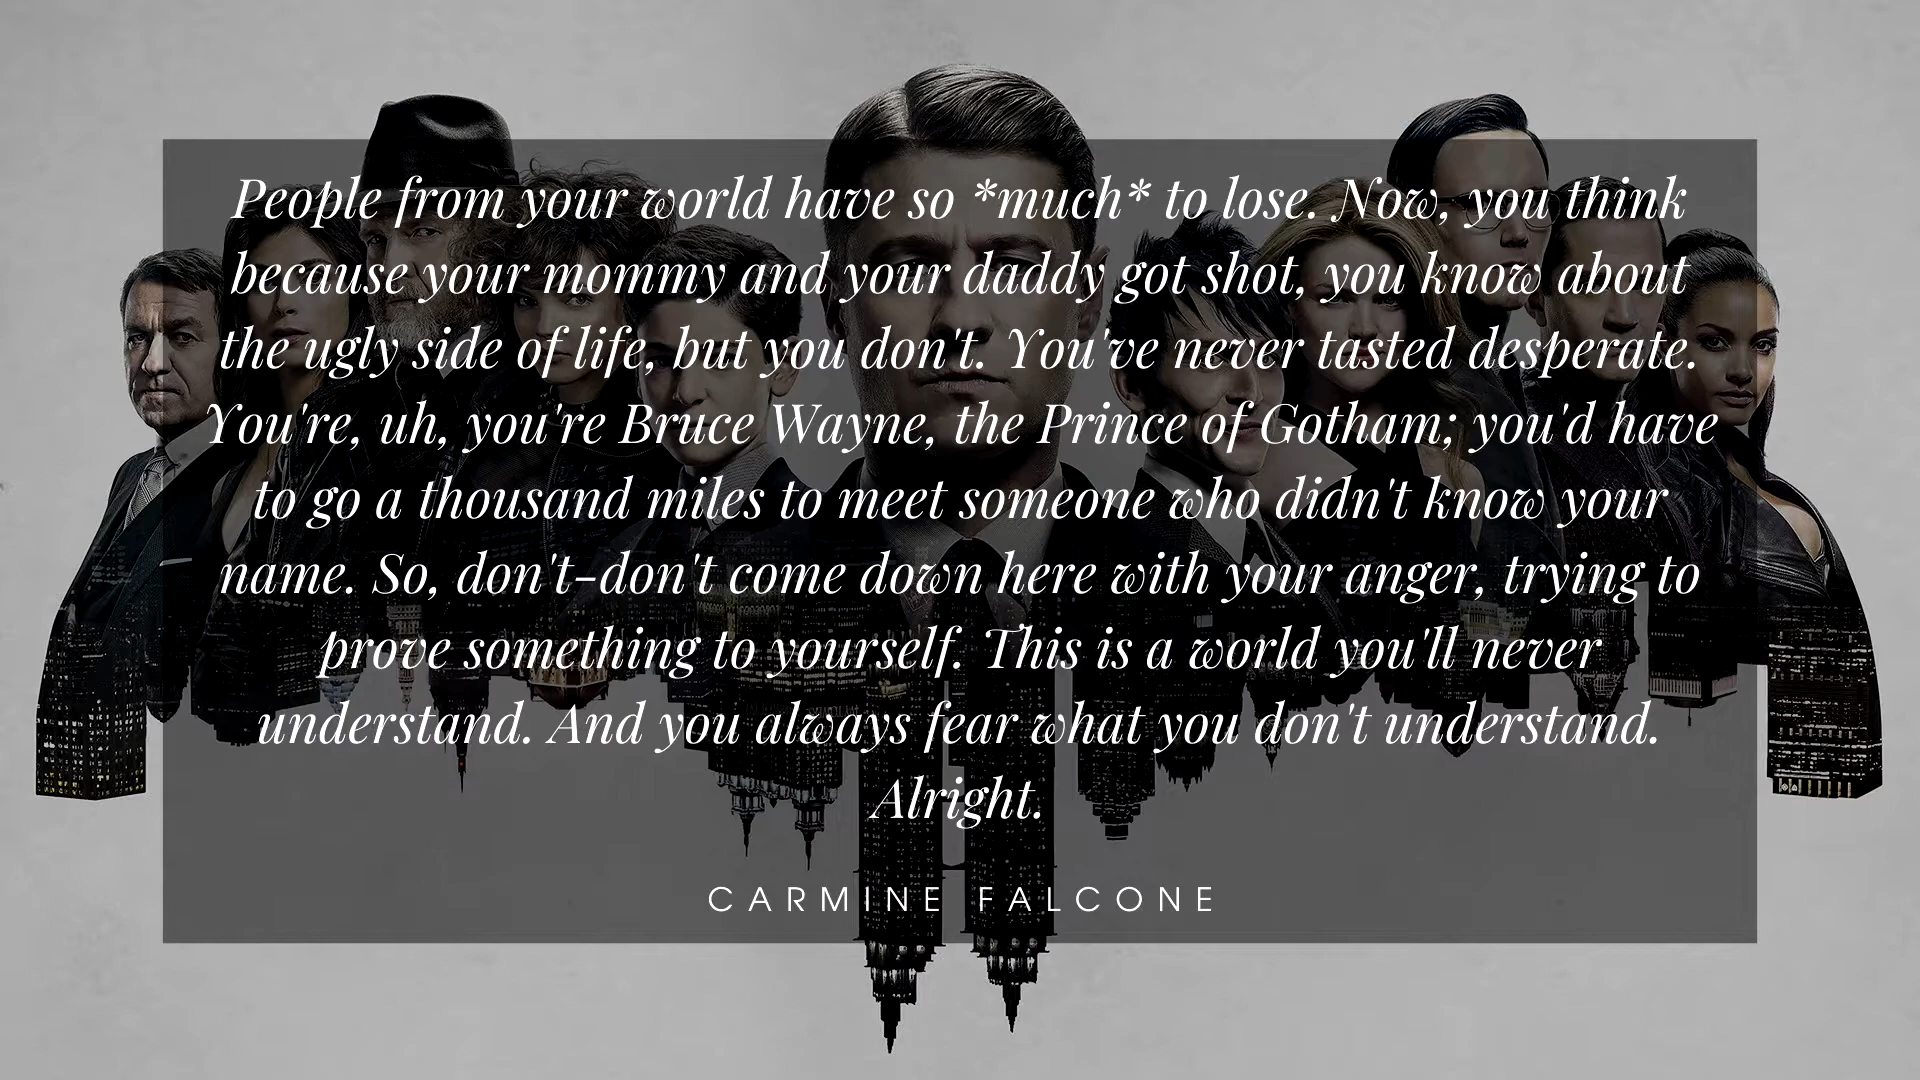 People from your world have so *much* to lose. Now, you think
because your mommy and your daddy got shot, you know about
the ugly side of life, but you don't. You've never tasted desperate.
You're, uh, you're Bruce Wayne, the Prince of Gotham; you'd have
to go a thousand miles to meet someone who didn't know your
name. So, don't-don't come down here with your anger, trying to
prove something to yourself. This is a world you'll never
understand. And you always fear what you don't understand.
Alright.
CARMINE FALCONE